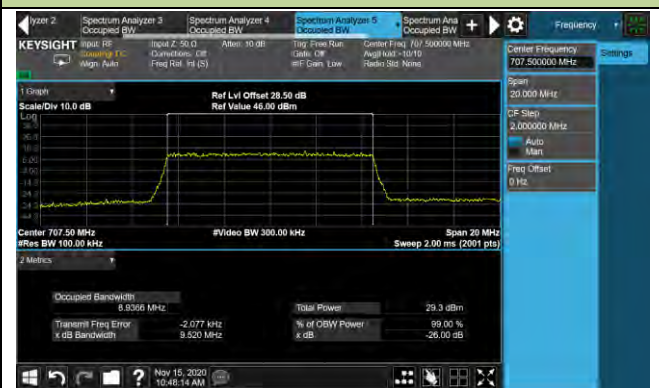 lyzer 2
Occupied BW
Spectrum Analyzer 3
Occupied BW
Spectrum Analyzer 4
Occupied BW
Spectrum Analyzer 5
Occupied BW
Spectrum Ana
Occupied BW
Frequency
KEYSIGHT
Input: RF
Coupling: DC
Align: Auto
Input Z: 50 Ω
Corrections: Off
Freq Ref: Int (S)
Atten: 10 dB
Trig: Free Run
Gate: Off
#IF Gain: Low
Center Freq: 707.500000 MHz
Avg|Hold: >10/10
Radio Std: None
Center Frequency
707.500000 MHz
Settings
Span
20.000 MHz
CF Step
2.000000 MHz
Auto
Man
Freq Offset
0 Hz
1 Graph
Scale/Div 10.0 dB
Ref Lvl Offset 28.50 dB
Ref Value 46.00 dBm
Log
Center 707.50 MHz
#Res BW 100.00 kHz
#Video BW 300.00 kHz
Span 20 MHz
Sweep 2.00 ms (2001 pts)
2 Metrics
Occupied Bandwidth
8.9366 MHz
Total Power
29.3 dBm
Transmit Freq Error
-2.077 kHz
% of OBW Power
99.00 %
x dB Bandwidth
9.520 MHz
x dB
-26.00 dB
?
Nov 15, 2020
10:48:14 AM